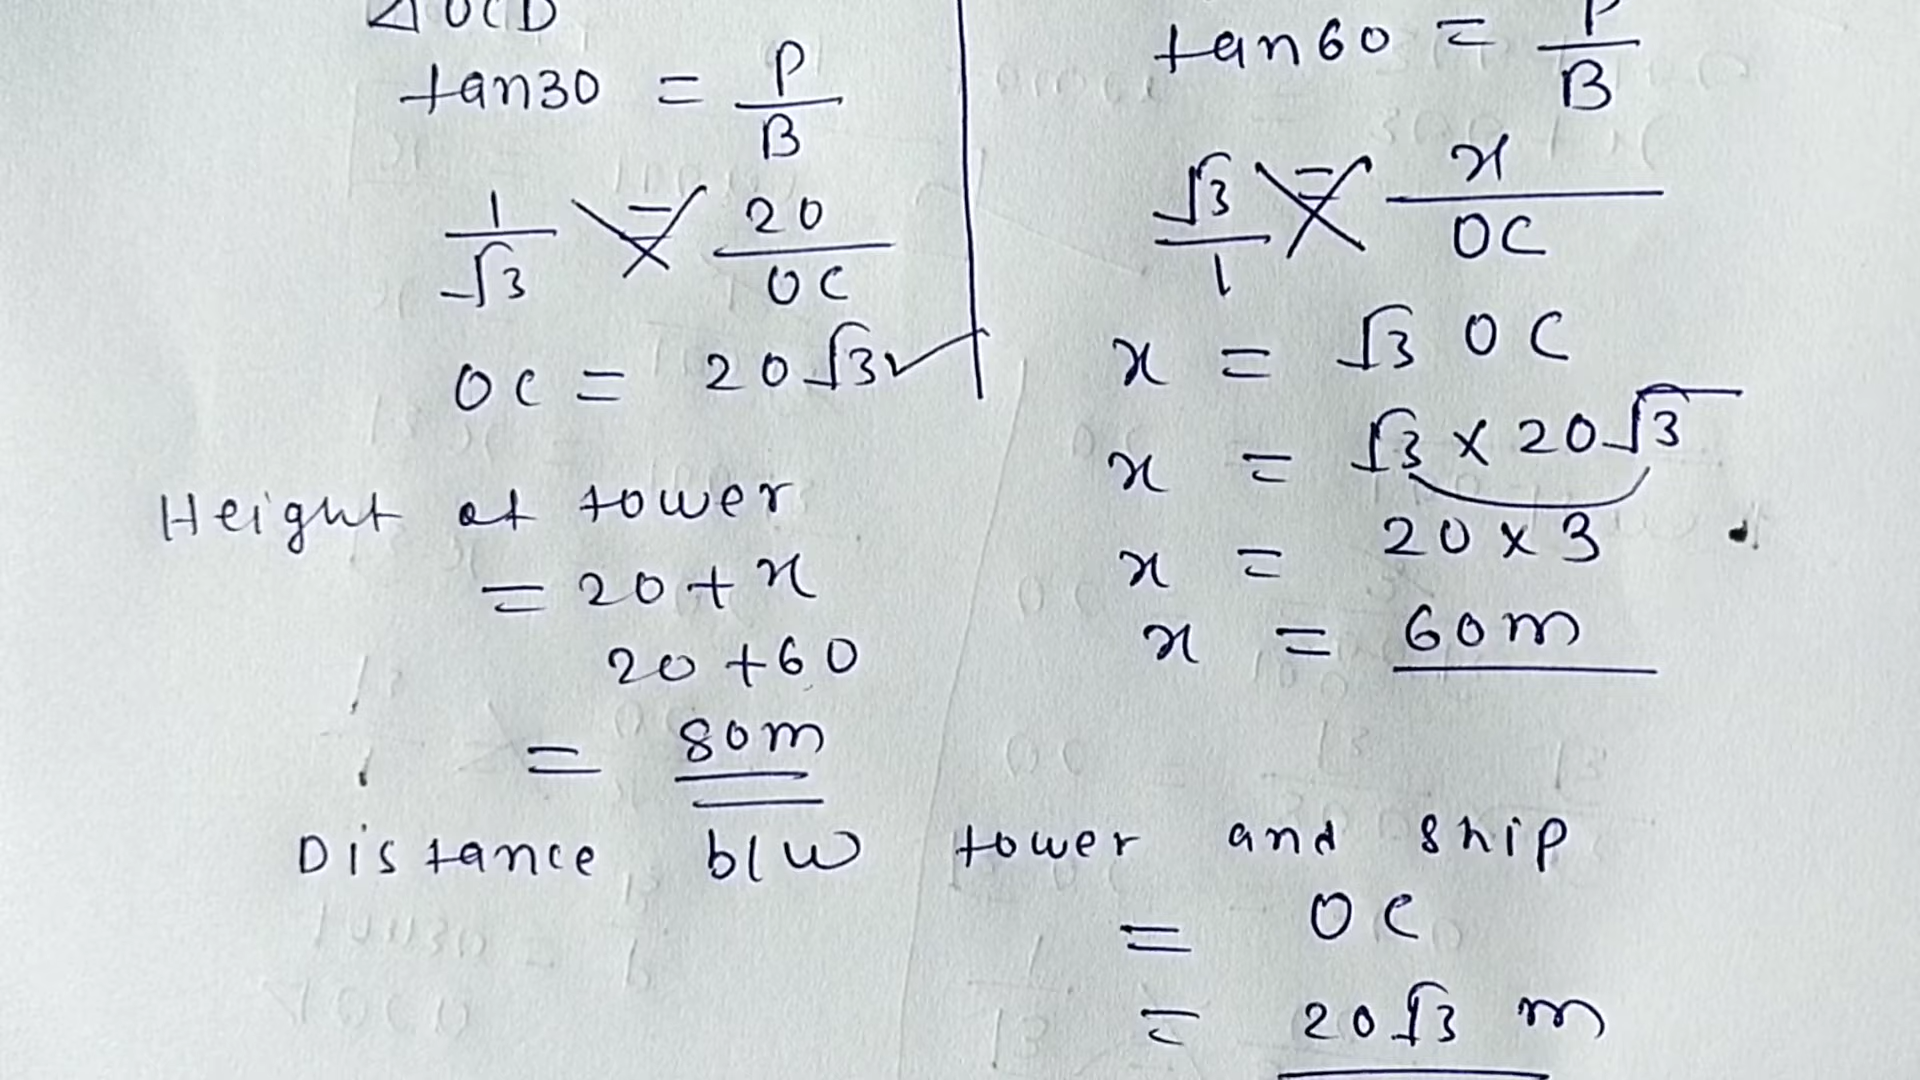 △OCD
tan30 = P/B
1/√3 = 20/OC
OC = 20√3 ✓
tan60 = P/B
√3/1 = x/OC
x = √3 OC
x = √3 × 20√3
x = 20 × 3
x = 60m
Height of tower
= 20 + x
20 + 60
= 80m
Distance b/w tower and ship
= OC
= 20√3 m